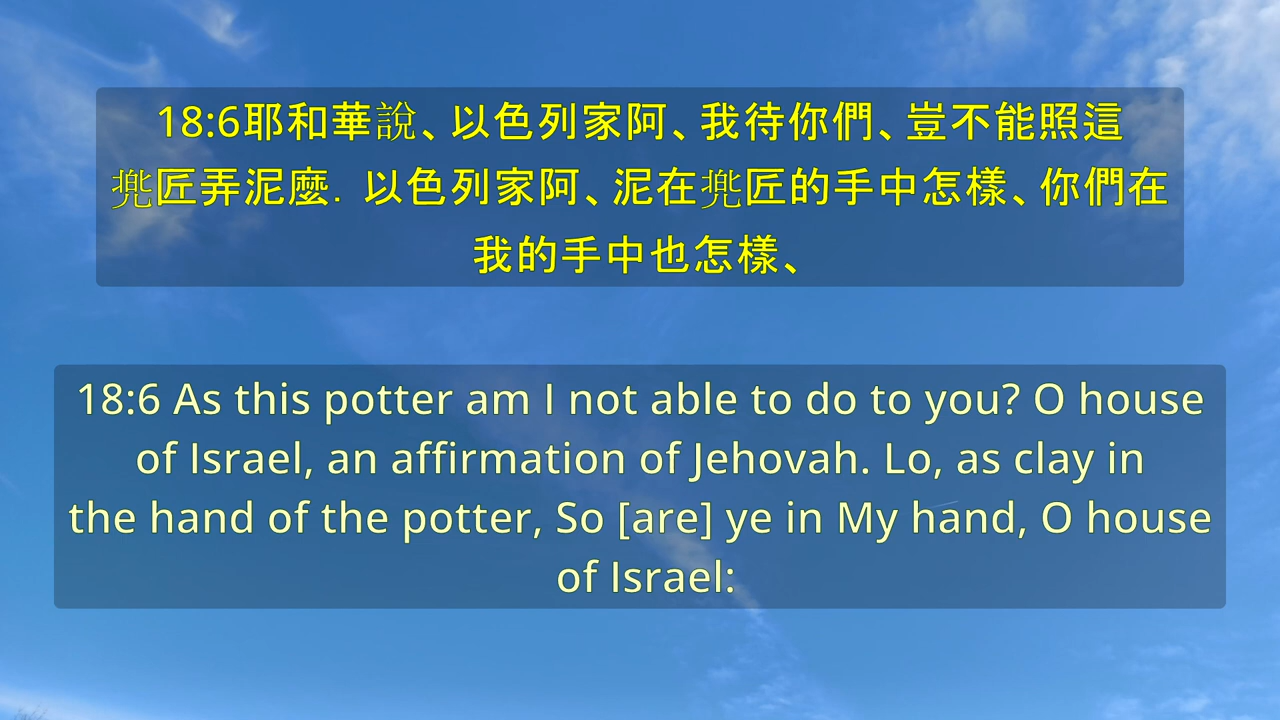 18:6耶和華說、以色列家阿、我待你們、豈不能照這
兠匠弄泥麼．以色列家阿、泥在兠匠的手中怎樣、你們在
我的手中也怎樣、
18:6 As this potter am I not able to do to you? O house
of Israel, an affirmation of Jehovah. Lo, as clay in
the hand of the potter, So [are] ye in My hand, O house
of Israel: